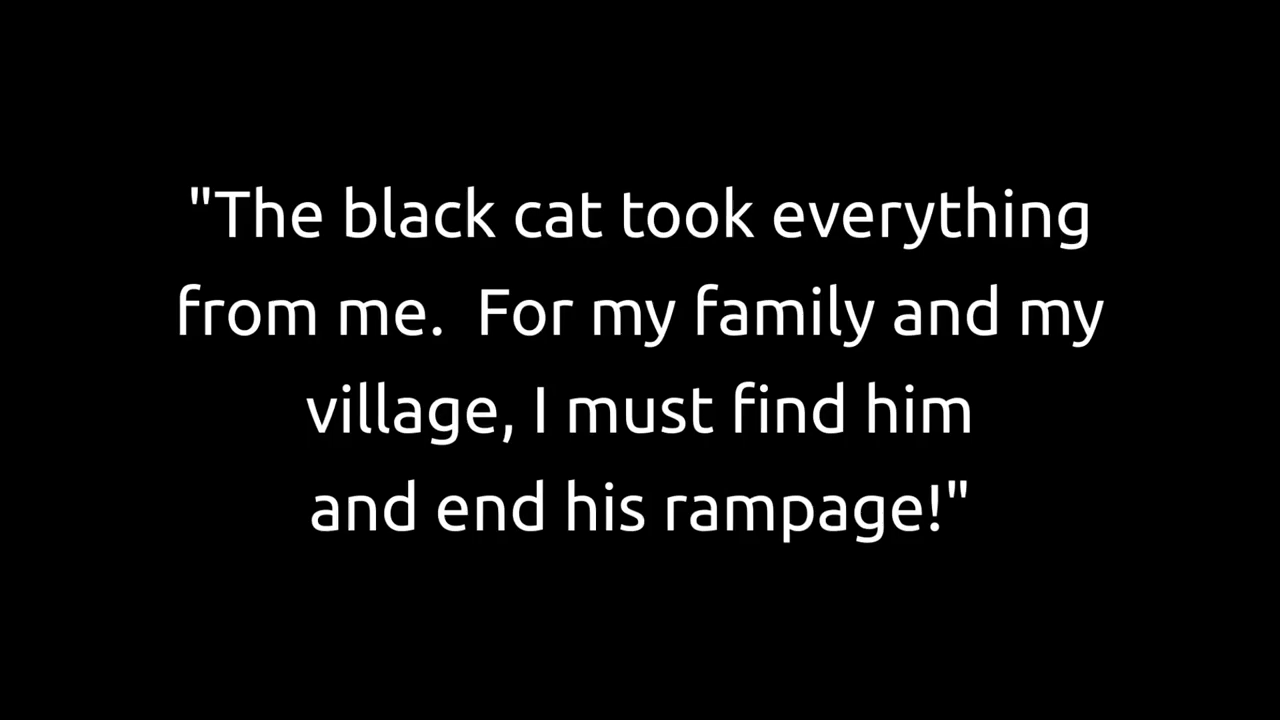 "The black cat took everything
from me.  For my family and my
village, I must find him
and end his rampage!"